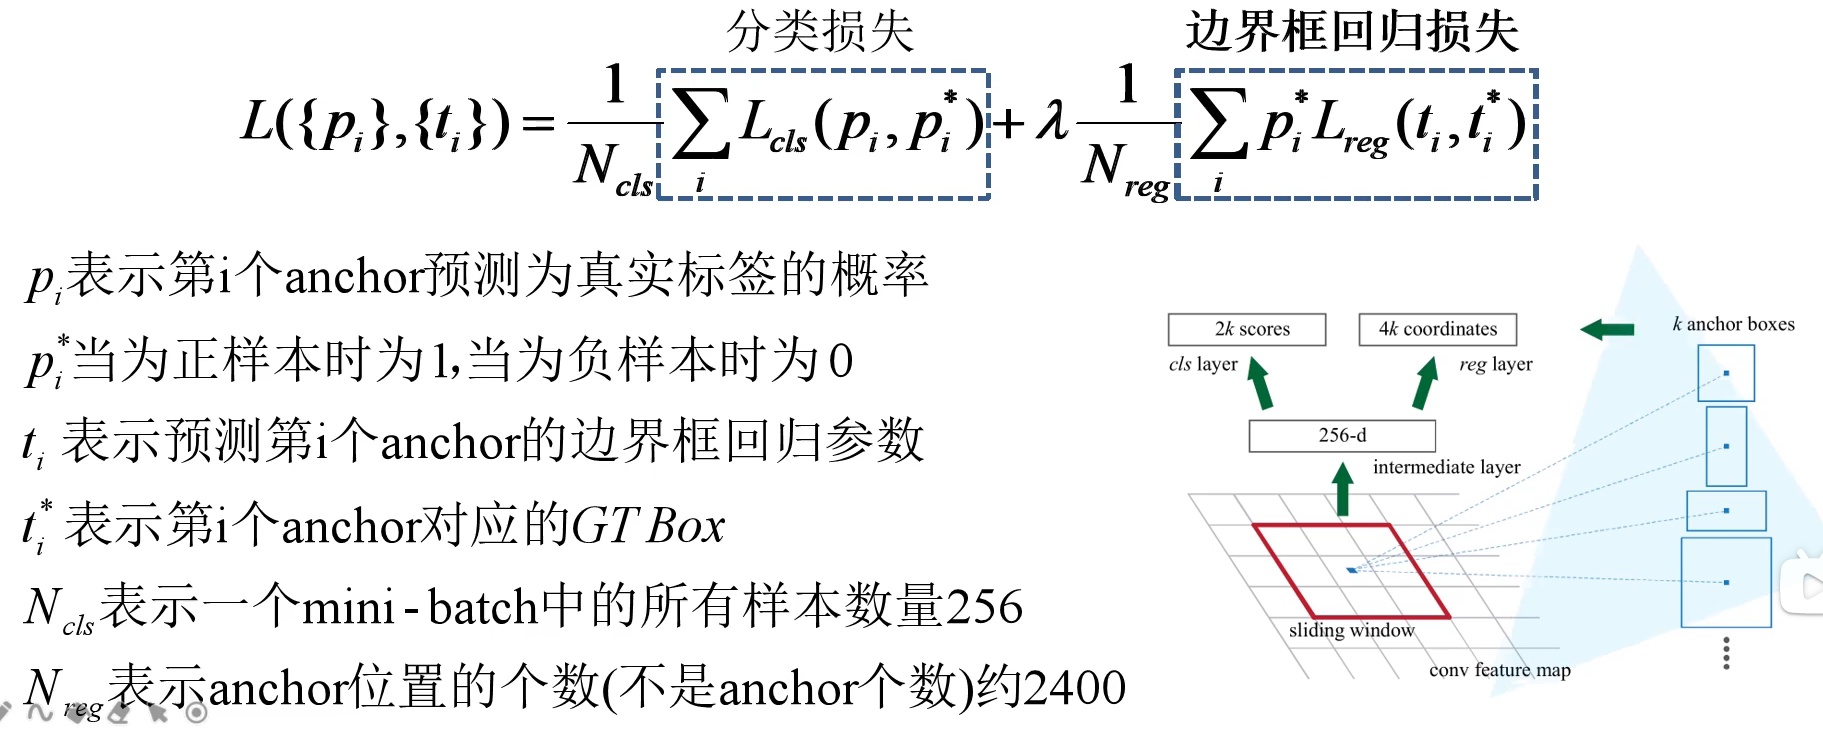 分类损失 边界框回归损失
L({p_i},{t_i}) = \frac{1}{N_{cls}} \sum_i L_{cls}(p_i, p_i^*) + λ \frac{1}{N_{reg}} \sum_i p_i^* L_{reg}(t_i, t_i^*)
p_i表示第i个anchor预测为真实标签的概率
p_i^*当为正样本时为1,当为负样本时为0
t_i 表示预测第i个anchor的边界框回归参数
t_i^* 表示第i个anchor对应的GT Box
N_{cls}表示一个mini-batch中的所有样本数量256
N_{reg}表示anchor位置的个数(不是anchor个数)约2400
2k scores
4k coordinates
k anchor boxes
cls layer
reg layer
256-d
intermediate layer
sliding window
conv feature map